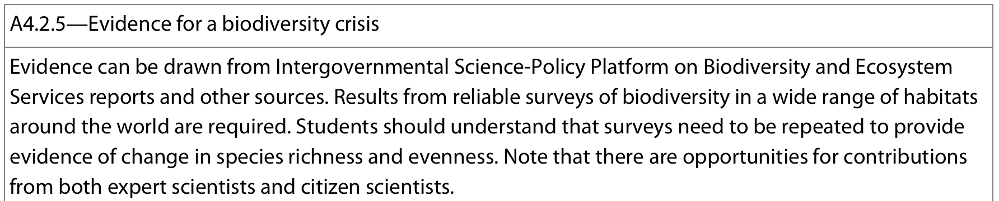 A4.2.5—Evidence for a biodiversity crisis
Evidence can be drawn from Intergovernmental Science-Policy Platform on Biodiversity and Ecosystem
Services reports and other sources. Results from reliable surveys of biodiversity in a wide range of habitats
around the world are required. Students should understand that surveys need to be repeated to provide
evidence of change in species richness and evenness. Note that there are opportunities for contributions
from both expert scientists and citizen scientists.